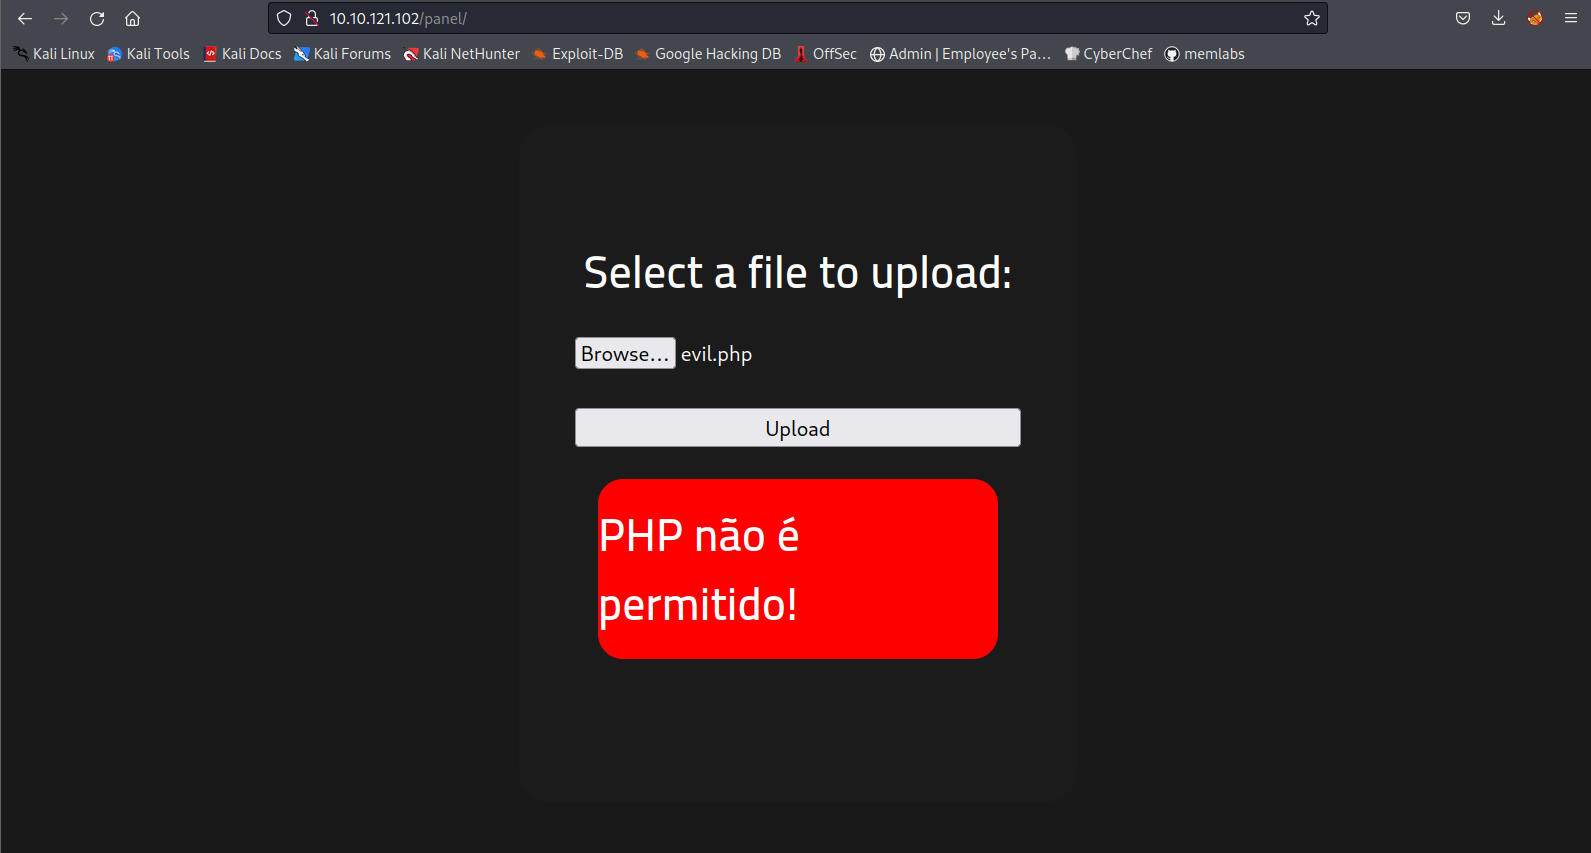 10.10.121.102/panel/
Kali Linux Kali Tools Kali Docs Kali Forums Kali NetHunter Exploit-DB Google Hacking DB OffSec Admin | Employee's Pa... CyberChef memlabs
Select a file to upload:
Browse... evil.php
Upload
PHP não é
permitido!